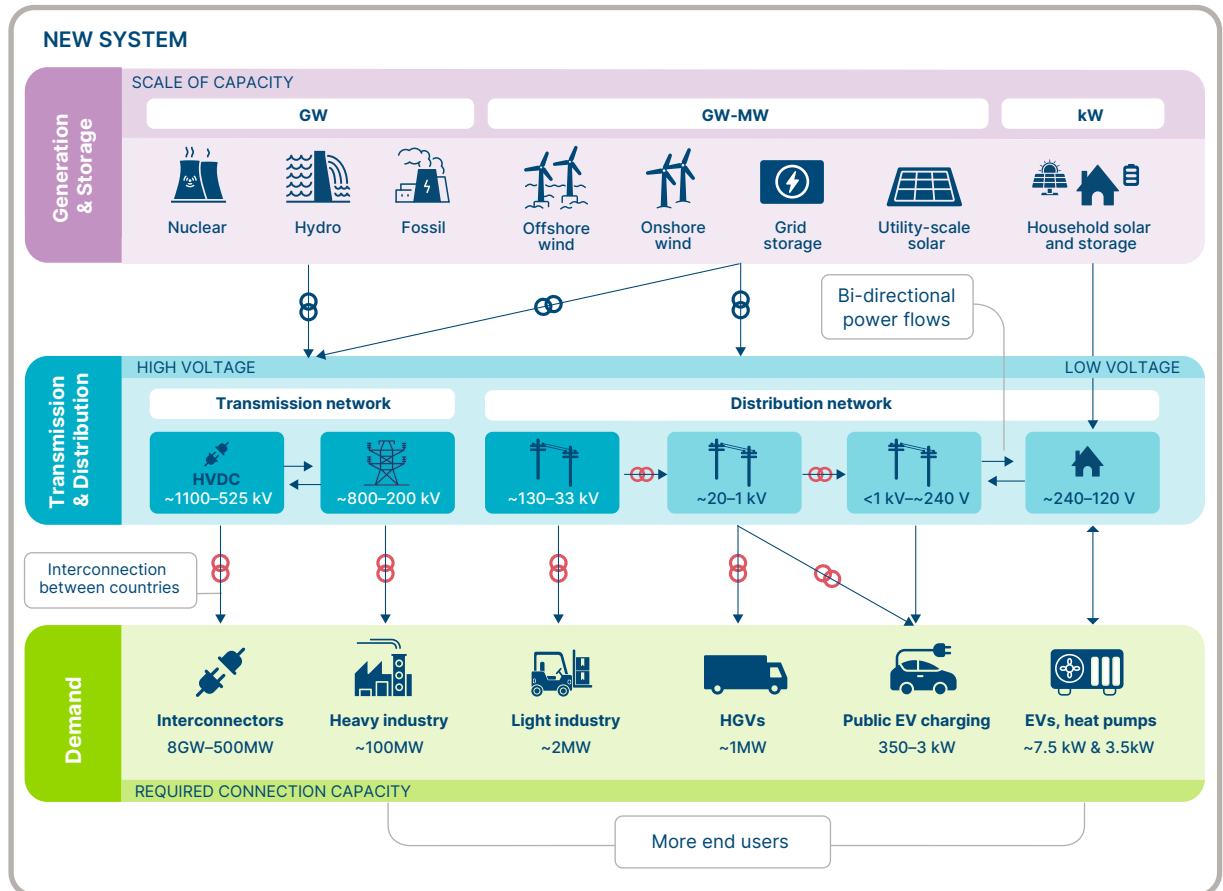 NEW SYSTEM
Generation
& Storage
SCALE OF CAPACITY
GW
GW-MW
kW
Nuclear
Hydro
Fossil
Offshore
wind
Onshore
wind
Grid
storage
Utility-scale
solar
Household solar
and storage
Bi-directional
power flows
Transmission
& Distribution
HIGH VOLTAGE
LOW VOLTAGE
Transmission network
Distribution network
HVDC
~1100–525 kV
~800–200 kV
~130–33 kV
~20–1 kV
<1 kV–~240 V
~240–120 V
Interconnection
between countries
Demand
Interconnectors
8GW–500MW
Heavy industry
~100MW
Light industry
~2MW
HGVs
~1MW
Public EV charging
350–3 kW
EVs, heat pumps
~7.5 kW & 3.5kW
REQUIRED CONNECTION CAPACITY
More end users